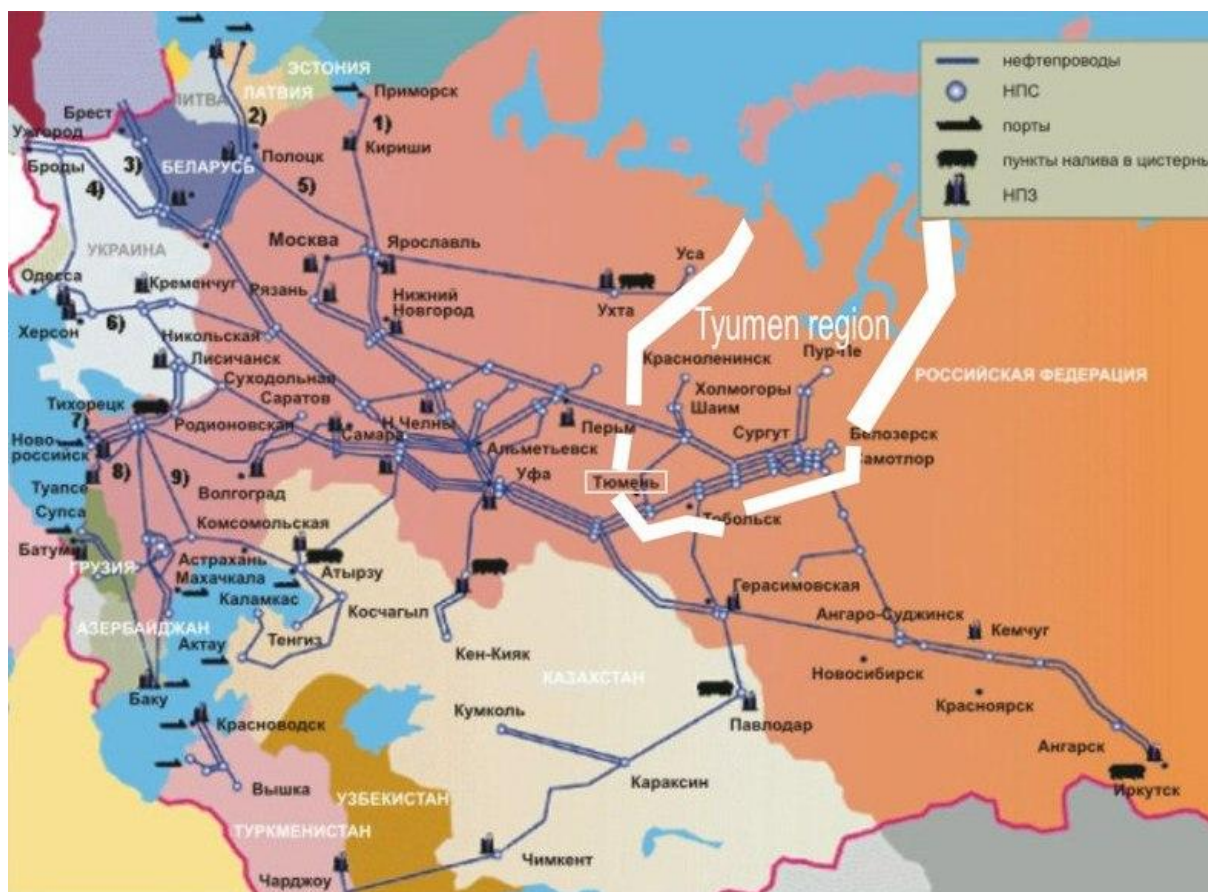 нефтепроводы
НПС
порты
пункты налива в цистерны
НПЗ
ЭСТОНИЯ
ЛИТВА
ЛАТВИЯ
Приморск
Брест
2)
1)
Ужгород
Кириши
Броды
3)
БЕЛАРУСЬ
Полоцк
4)
5)
УКРАИНА
Москва
Ярославль
Уса
Одесса
Кременчуг
Рязань
Нижний
Новгород
Ухта
Tyumen region
Херсон
6)
Никольская
Пур-Пе
Красноленинск
Лисичанск
Холмогоры
РОССИЙСКАЯ ФЕДЕРАЦИЯ
Суходольная
Шаим
Саратов
Тихорецк
Н.Челны
7)
Родионовская
Самара
Пермь
Сургут
Белозерск
Ново-
российск
Альметьевск
Самотлор
8)
9)
Волгоград
Уфа
Тюмень
Туапсе
Тобольск
Супса
Комсомольская
Батуми
Астрахань
Атырзу
ГРУЗИЯ
Махачкала
Герасимовская
Каламкас
Косчагыл
Ангаро-Суджинск
АЗЕРБАЙДЖАН
Тенгиз
Кемчуг
Актау
Кен-Кияк
КАЗАХСТАН
Новосибирск
Баку
Красноярск
Красноводск
Кумколь
Павлодар
Ангарск
Вышка
Караксин
Иркутск
УЗБЕКИСТАН
ТУРКМЕНИСТАН
Чимкент
Чарджоу